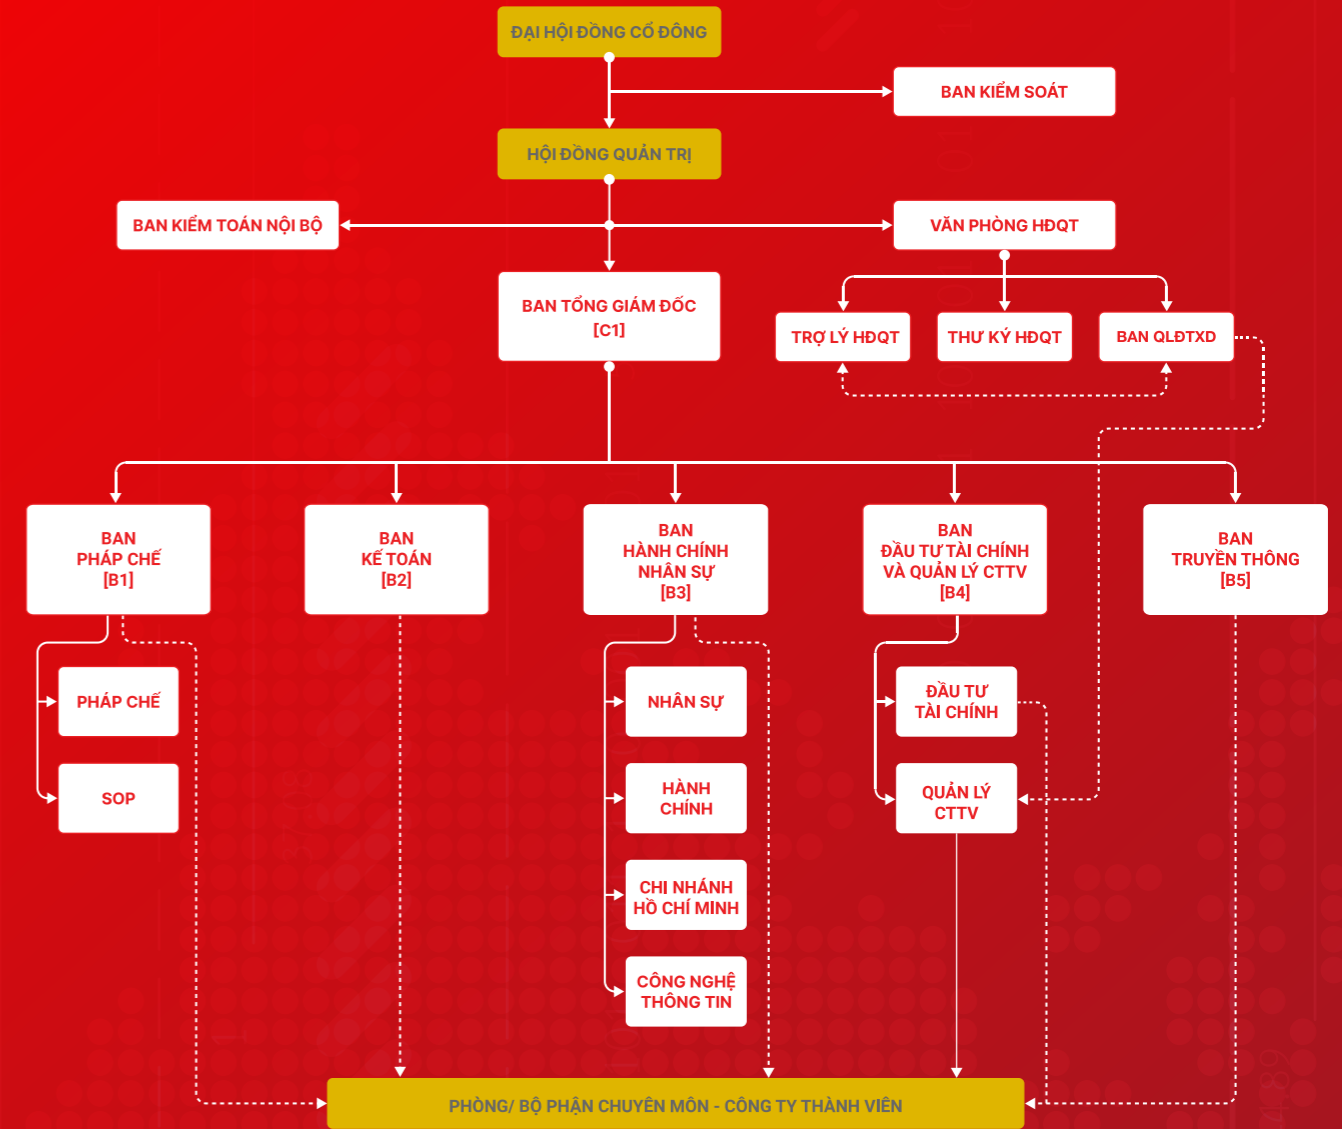 ĐẠI HỘI ĐỒNG CỔ ĐÔNG
BAN KIỂM SOÁT
HỘI ĐỒNG QUẢN TRỊ
BAN KIỂM TOÁN NỘI BỘ
VĂN PHÒNG HĐQT
BAN TỔNG GIÁM ĐỐC
[C1]
TRỢ LÝ HĐQT
THƯ KÝ HĐQT
BAN QLĐTXD
BAN
PHÁP CHẾ
[B1]
BAN
KẾ TOÁN
[B2]
BAN
HÀNH CHÍNH
NHÂN SỰ
[B3]
BAN
ĐẦU TƯ TÀI CHÍNH
VÀ QUẢN LÝ CTTV
[B4]
BAN
TRUYỀN THÔNG
[B5]
PHÁP CHẾ
SOP
NHÂN SỰ
HÀNH
CHÍNH
CHI NHÁNH
HỒ CHÍ MINH
CÔNG NGHỆ
THÔNG TIN
ĐẦU TƯ
TÀI CHÍNH
QUẢN LÝ
CTTV
PHÒNG/ BỘ PHẬN CHUYÊN MÔN - CÔNG TY THÀNH VIÊN